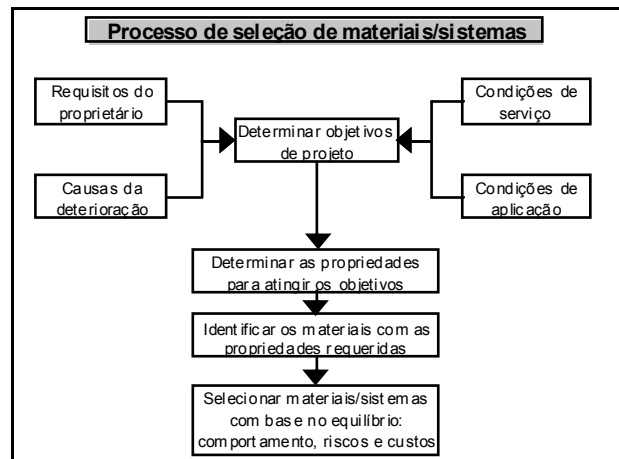 Processo de seleção de materiais/sistemas
Requisitos do
proprietário
Condições de
serviço
Determinar objetivos
de projeto
Causas da
deterioração
Condições de
aplicação
Determinar as propriedades
para atingir os objetivos
Identificar os materiais com as
propriedades requeridas
Selecionar materiais/sistemas
com base no equilíbrio:
comportamento, riscos e custos